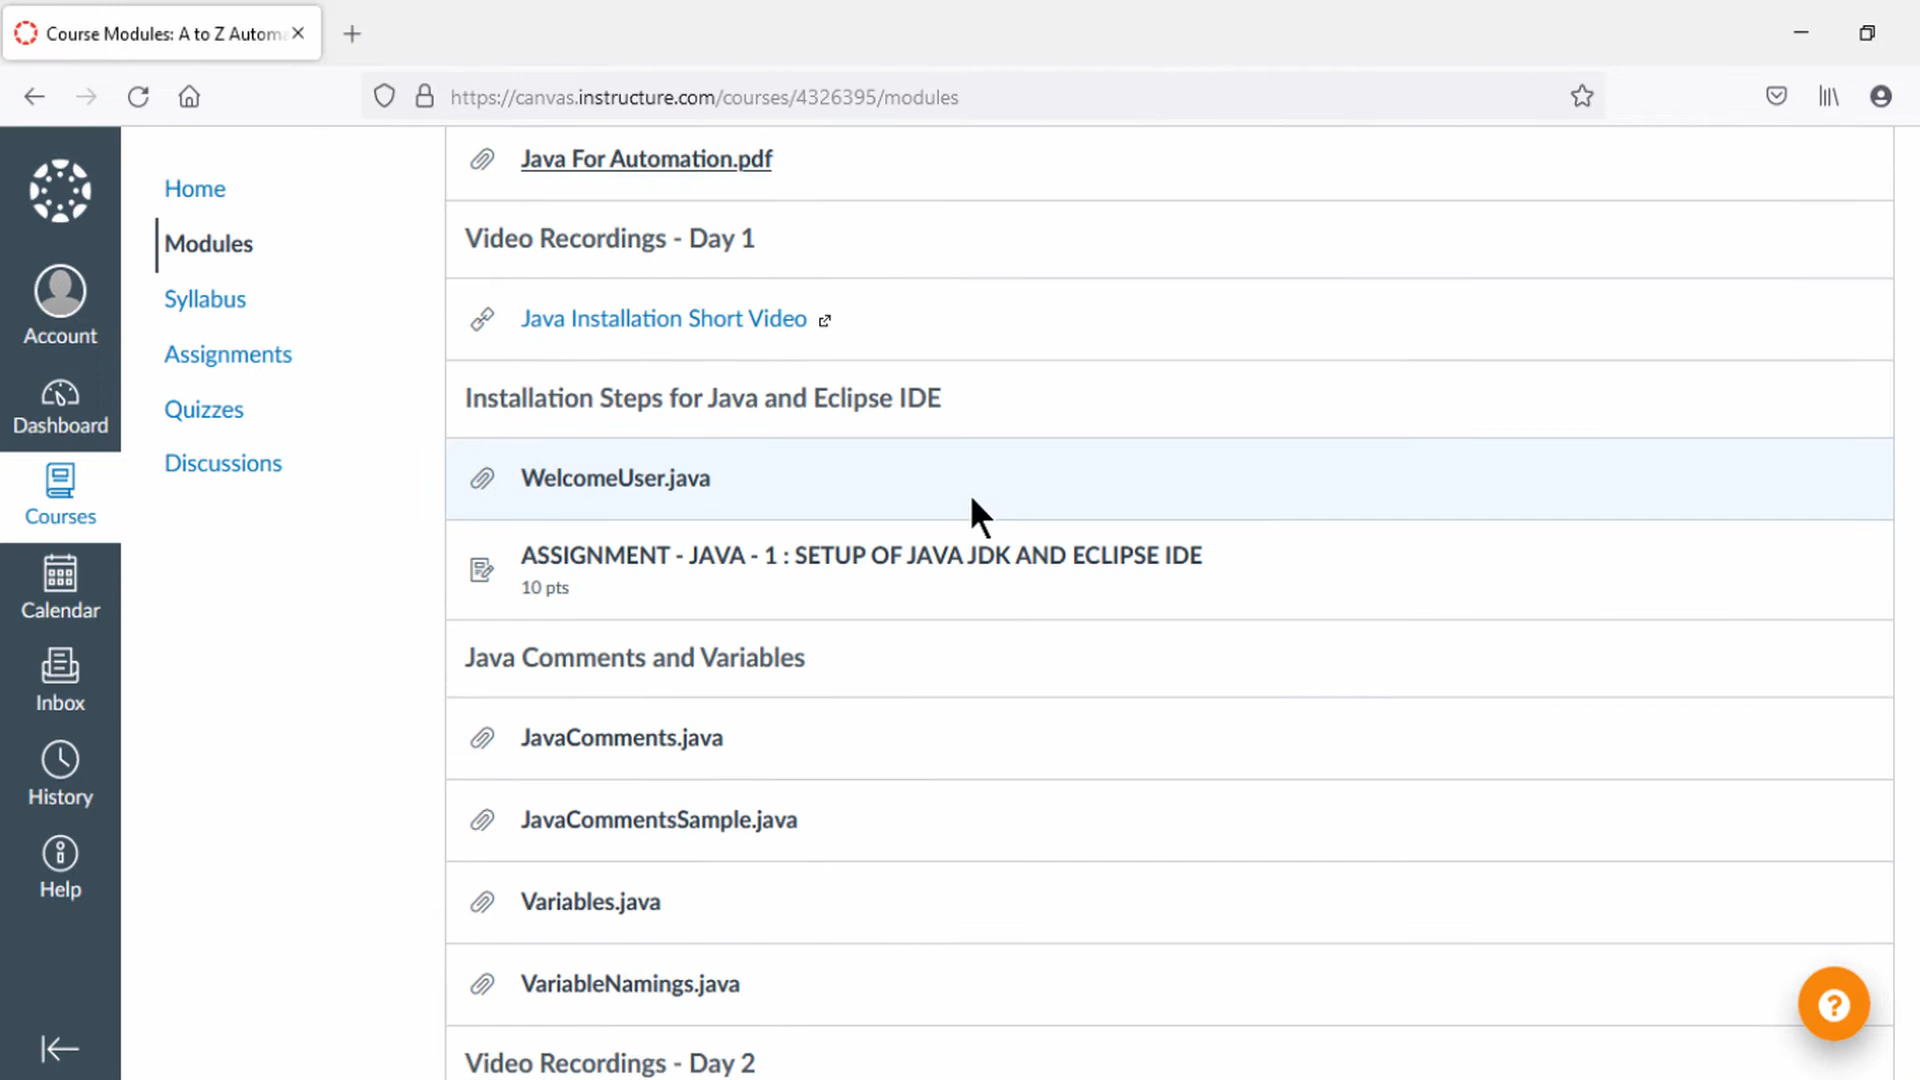 Course Modules: A to Z Autom
https://canvas.instructure.com/courses/4326395/modules
Account
Dashboard
Courses
Calendar
Inbox
History
Help
Home
Modules
Syllabus
Assignments
Quizzes
Discussions
Java For Automation.pdf
Video Recordings - Day 1
Java Installation Short Video
Installation Steps for Java and Eclipse IDE
WelcomeUser.java
ASSIGNMENT - JAVA - 1 : SETUP OF JAVA JDK AND ECLIPSE IDE
10 pts
Java Comments and Variables
JavaComments.java
JavaCommentsSample.java
Variables.java
VariableNamings.java
Video Recordings - Day 2